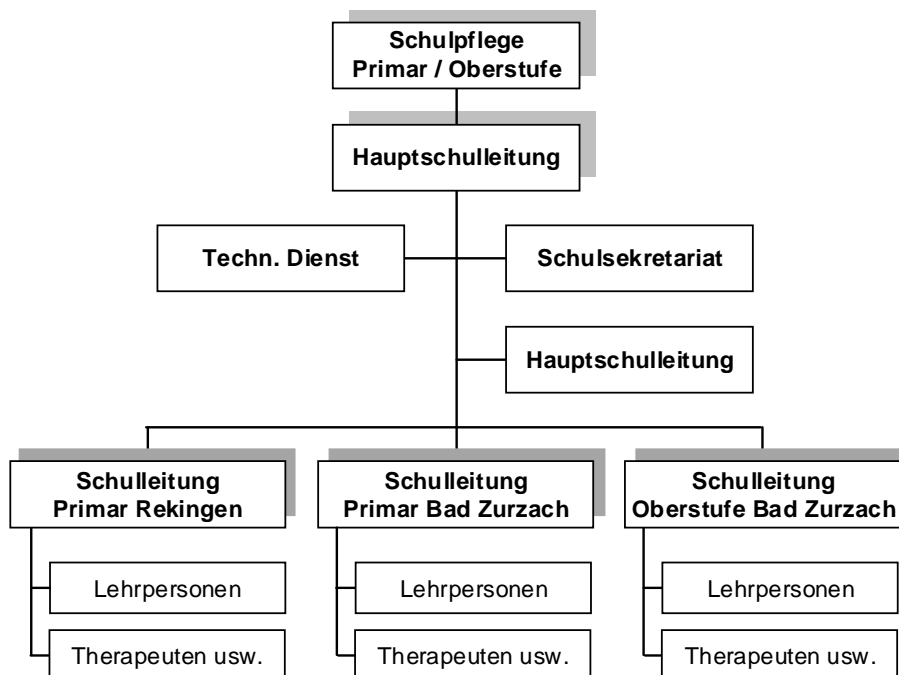 Schulpflege
Primar / Oberstufe
Hauptschulleitung
Techn. Dienst
Schulsekretariat
Hauptschulleitung
Schulleitung
Primar Rekingen
Schulleitung
Primar Bad Zurzach
Schulleitung
Oberstufe Bad Zurzach
Lehrpersonen
Lehrpersonen
Lehrpersonen
Therapeuten usw.
Therapeuten usw.
Therapeuten usw.